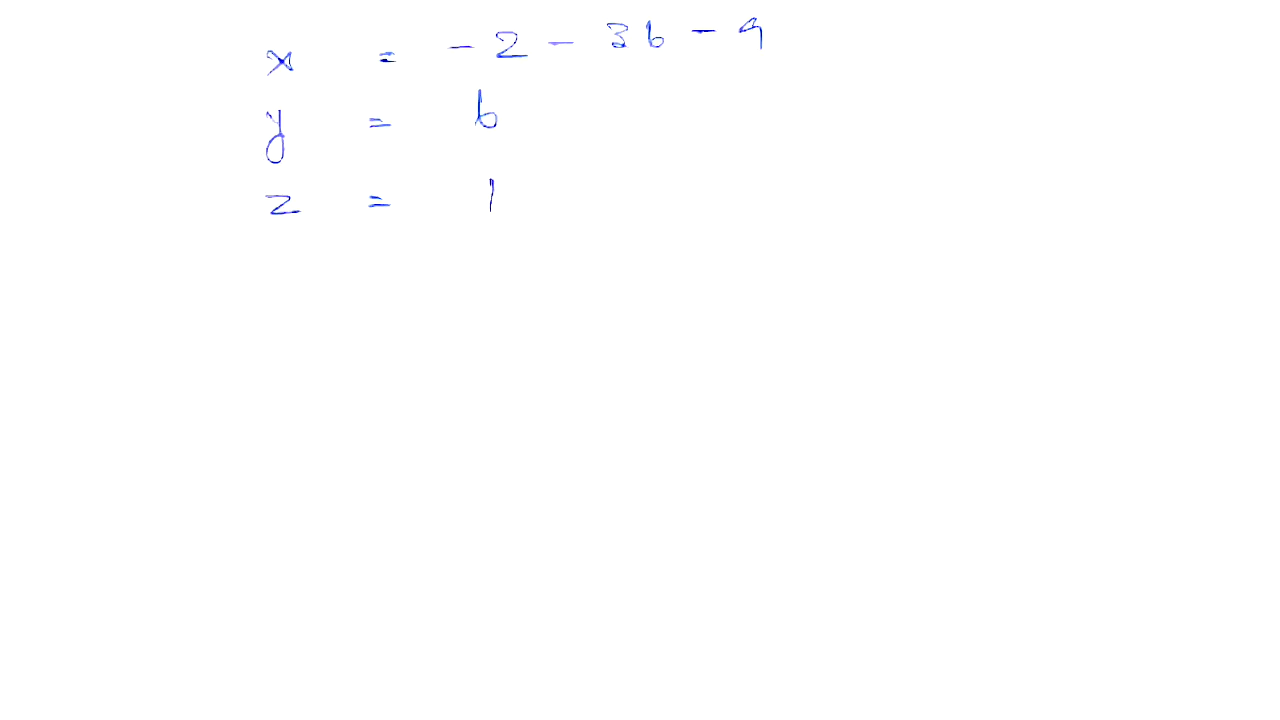 x = - 2 - 3b - 9
y = b
z = 1